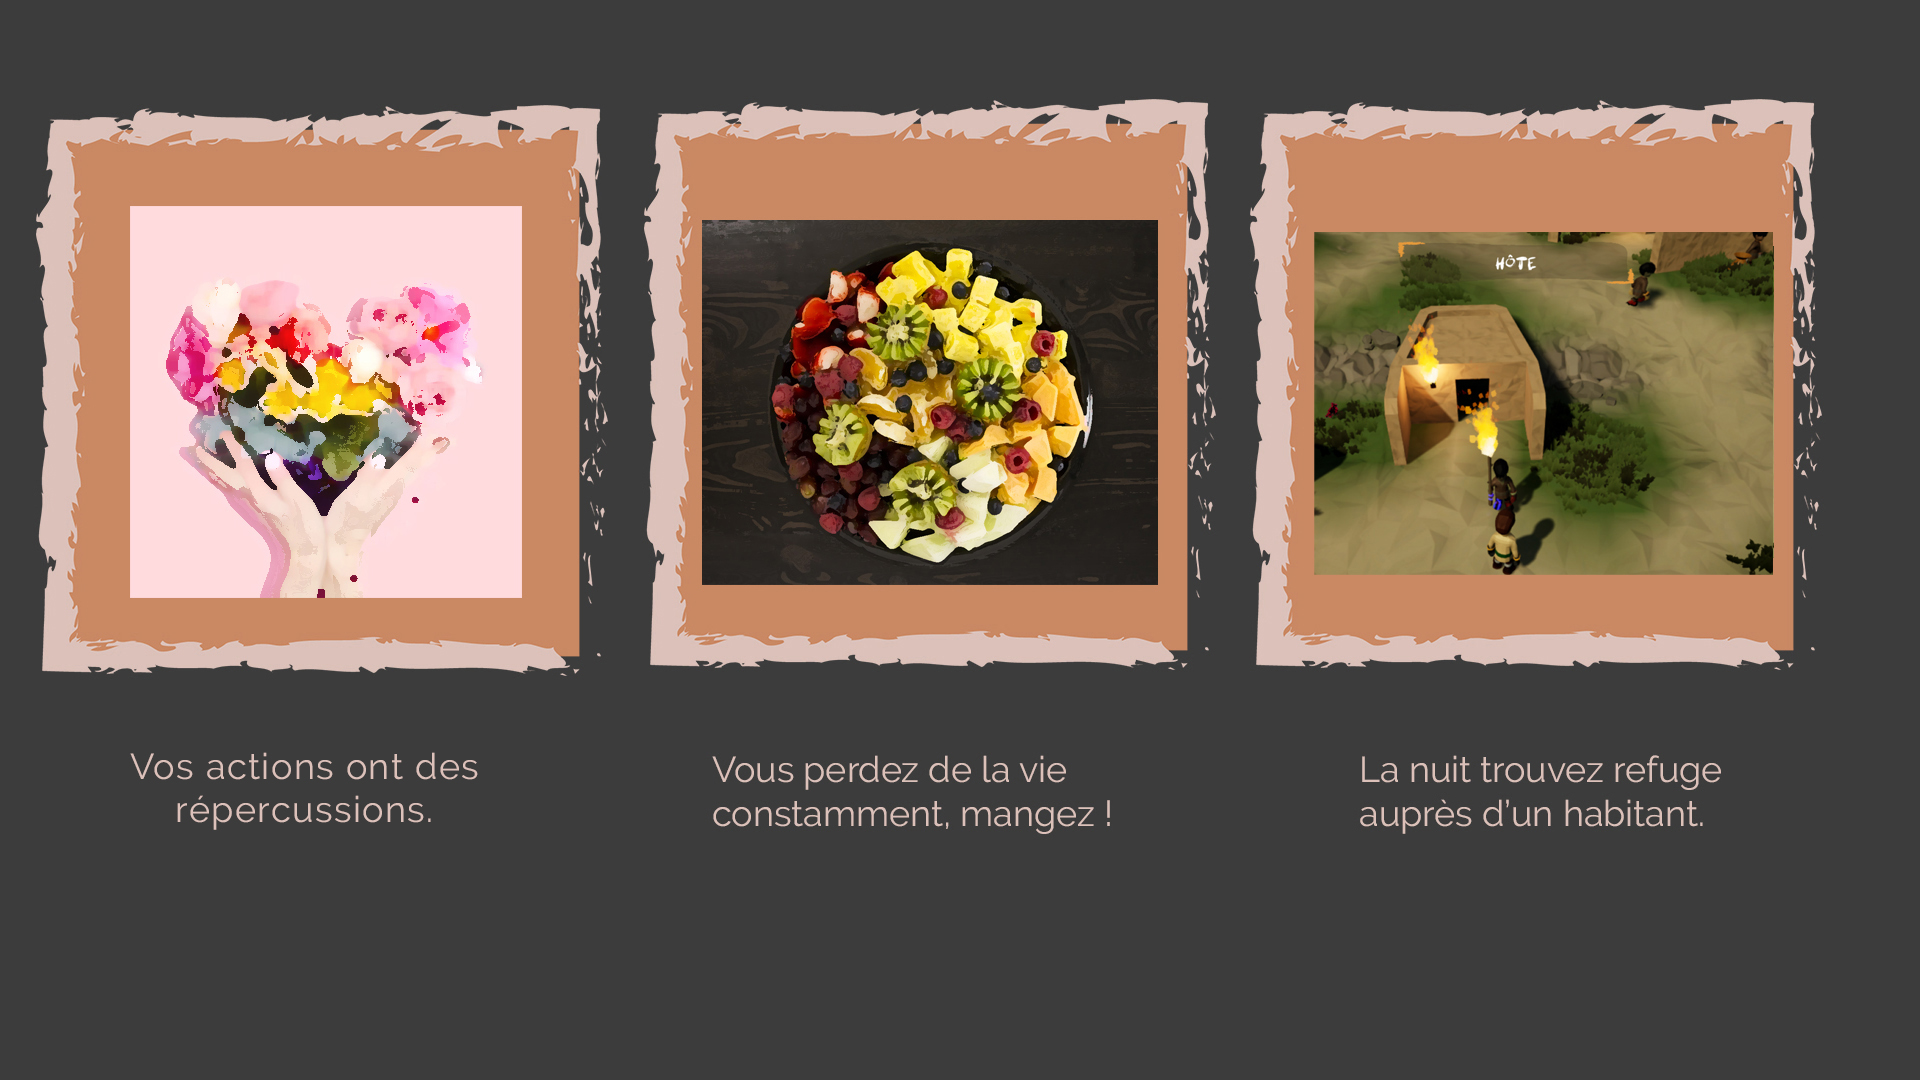 HÔTE
Vos actions ont des
répercussions.
Vous perdez de la vie
constamment, mangez !
La nuit trouvez refuge
auprès d’un habitant.